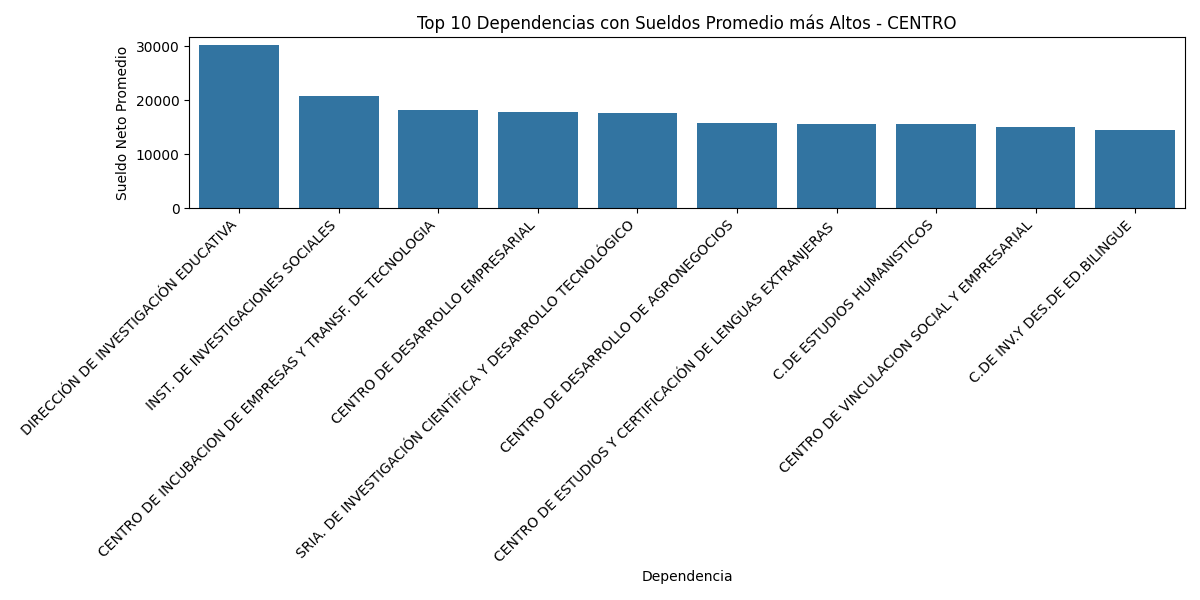 Top 10 Dependencias con Sueldos Promedio más Altos - CENTRO
Sueldo Neto Promedio
30000
20000
10000
0
DIRECCIÓN DE INVESTIGACIÓN EDUCATIVA
INST. DE INVESTIGACIONES SOCIALES
CENTRO DE INCUBACION DE EMPRESAS Y TRANSF. DE TECNOLOGIA
CENTRO DE DESARROLLO EMPRESARIAL
SRIA. DE INVESTIGACIÓN CIENTÍFICA Y DESARROLLO TECNOLÓGICO
CENTRO DE DESARROLLO DE AGRONEGOCIOS
CENTRO DE ESTUDIOS Y CERTIFICACIÓN DE LENGUAS EXTRANJERAS
C.DE ESTUDIOS HUMANISTICOS
CENTRO DE VINCULACION SOCIAL Y EMPRESARIAL
C.DE INV.Y DES.DE ED BILINGUE
Dependencia